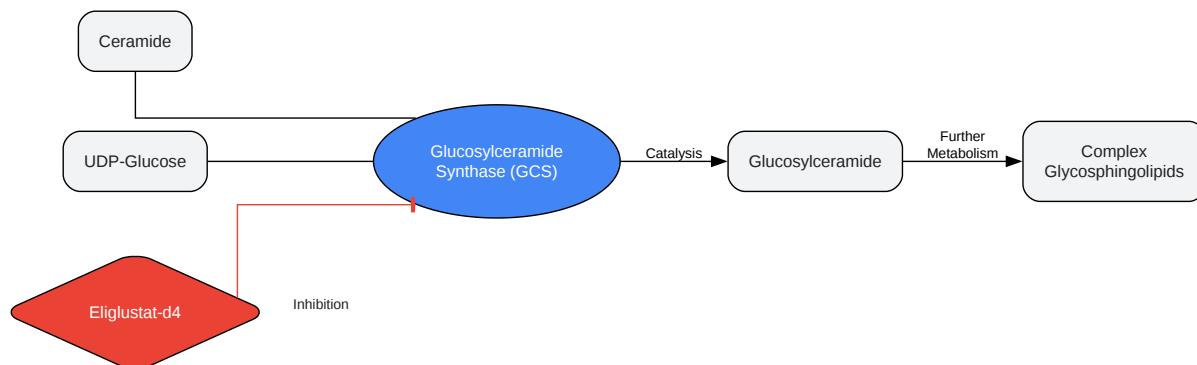 Ceramide
UDP-Glucose
Glucosylceramide
Synthase (GCS)
Catalysis
Glucosylceramide
Further
Metabolism
Complex
Glycosphingolipids
Eliglustat-d4
Inhibition